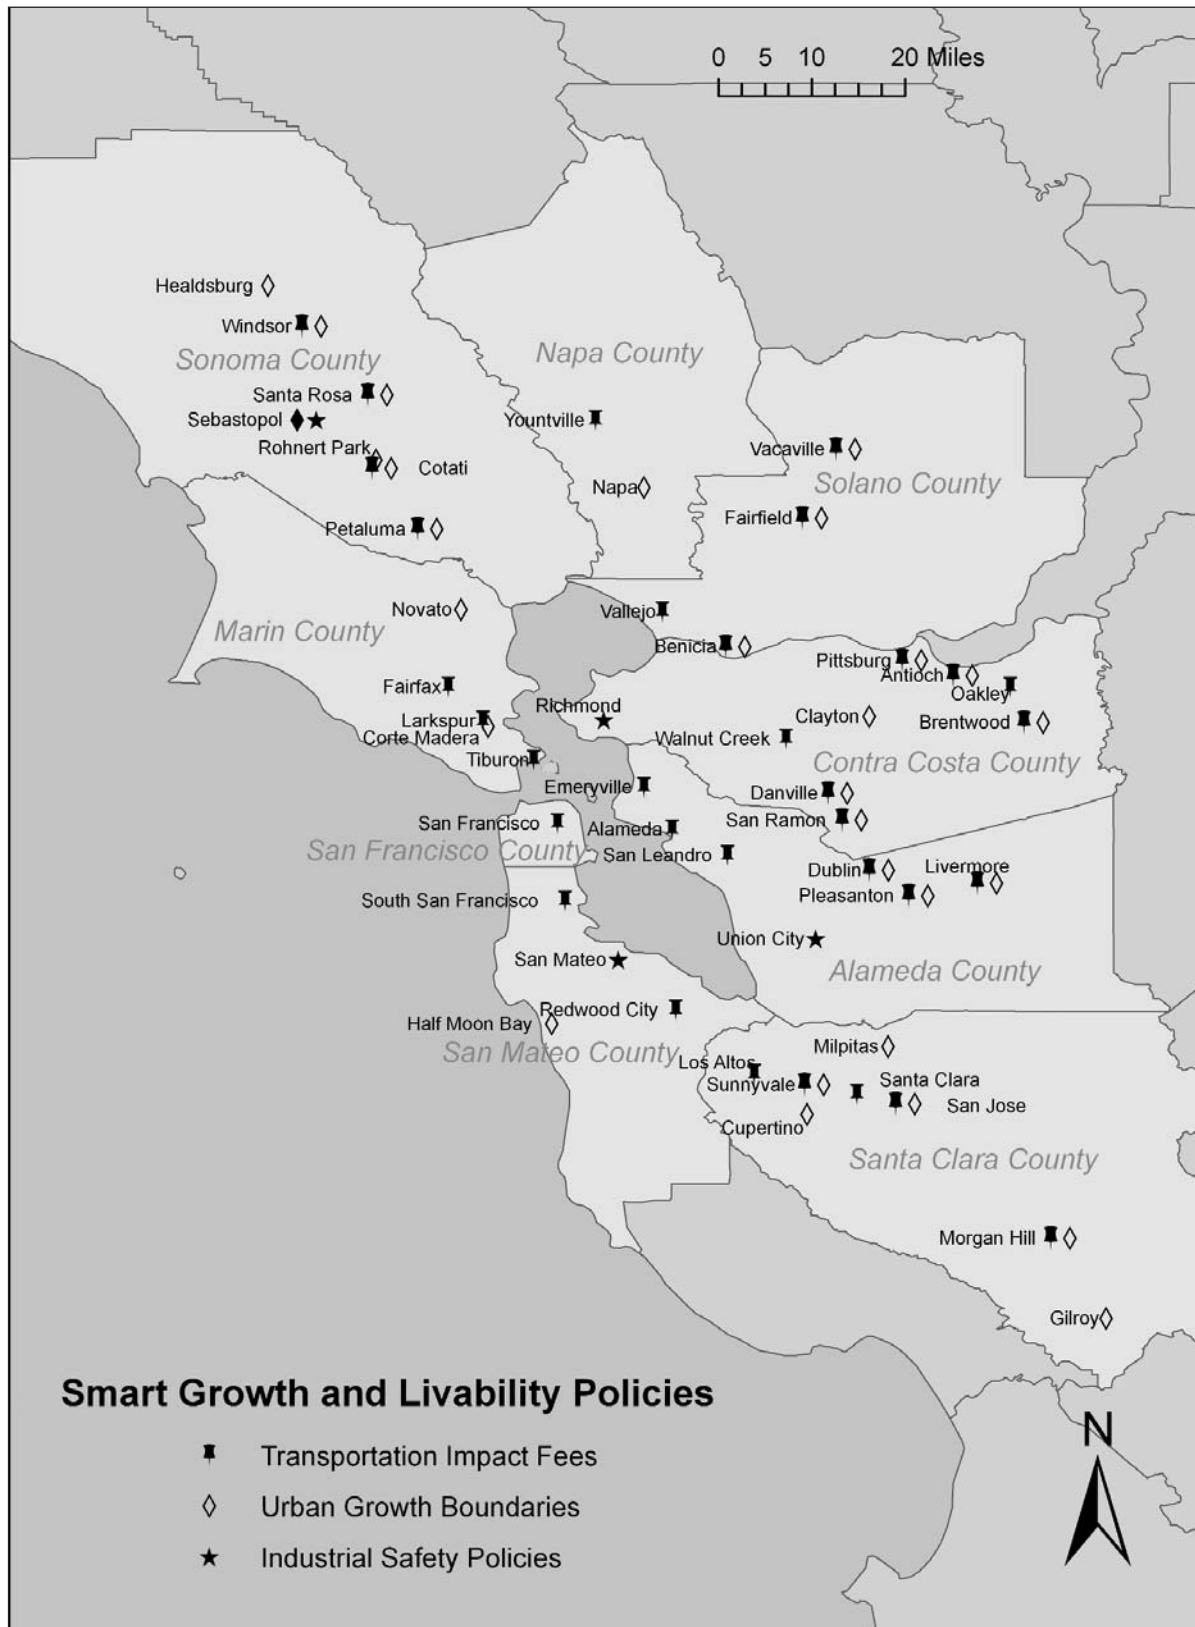 0 5 10 20 Miles
Healdsburg
Windsor
Sonoma County
Napa County
Santa Rosa
Sebastopol
Yountville
Rohnert Park
Cotati
Vacaville
Solano County
Napa
Fairfield
Petaluma
Novato
Vallejo
Marin County
Benicia
Pittsburg
Antioch
Fairfax
Oakley
Richmond
Larkspur
Clayton
Brentwood
Corte Madera
Walnut Creek
Tiburon
Contra Costa County
Emeryville
Danville
San Francisco
Alameda
San Ramon
San Francisco County
San Leandro
Dublin
Livermore
Pleasanton
South San Francisco
Union City
San Mateo
Alameda County
Redwood City
Half Moon Bay
San Mateo County
Milpitas
Los Altos
Sunnyvale
Santa Clara
San Jose
Cupertino
Santa Clara County
Morgan Hill
Gilroy
Smart Growth and Livability Policies
N
Transportation Impact Fees
Urban Growth Boundaries
Industrial Safety Policies